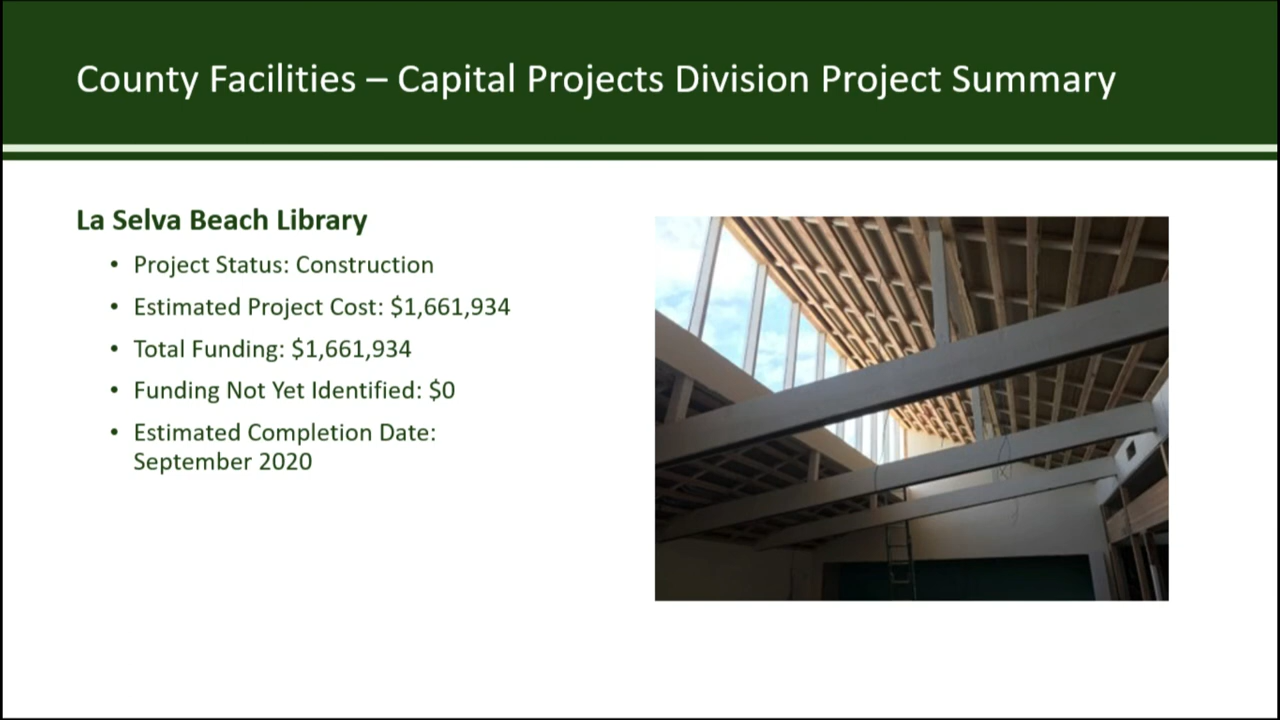 County Facilities – Capital Projects Division Project Summary
La Selva Beach Library
• Project Status: Construction
• Estimated Project Cost: $1,661,934
• Total Funding: $1,661,934
• Funding Not Yet Identified: $0
• Estimated Completion Date:
September 2020